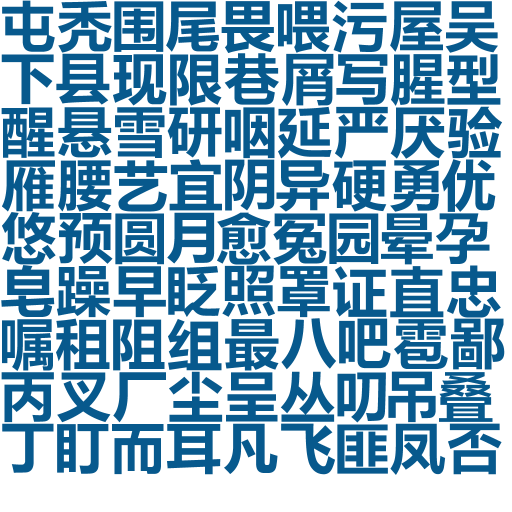 屯秃围尾畏喂污屋吴
下县现限巷屑写腥型
醒悬雪研咽延严厌验
雁腰艺宜阴异硬勇优
悠预圆月愈冤园晕孕
皂躁早眨照罩证直忠
嘱租阻组最八吧雹鄙
丙叉厂尘呈丛叨吊叠
丁盯而耳凡飞匪凤否